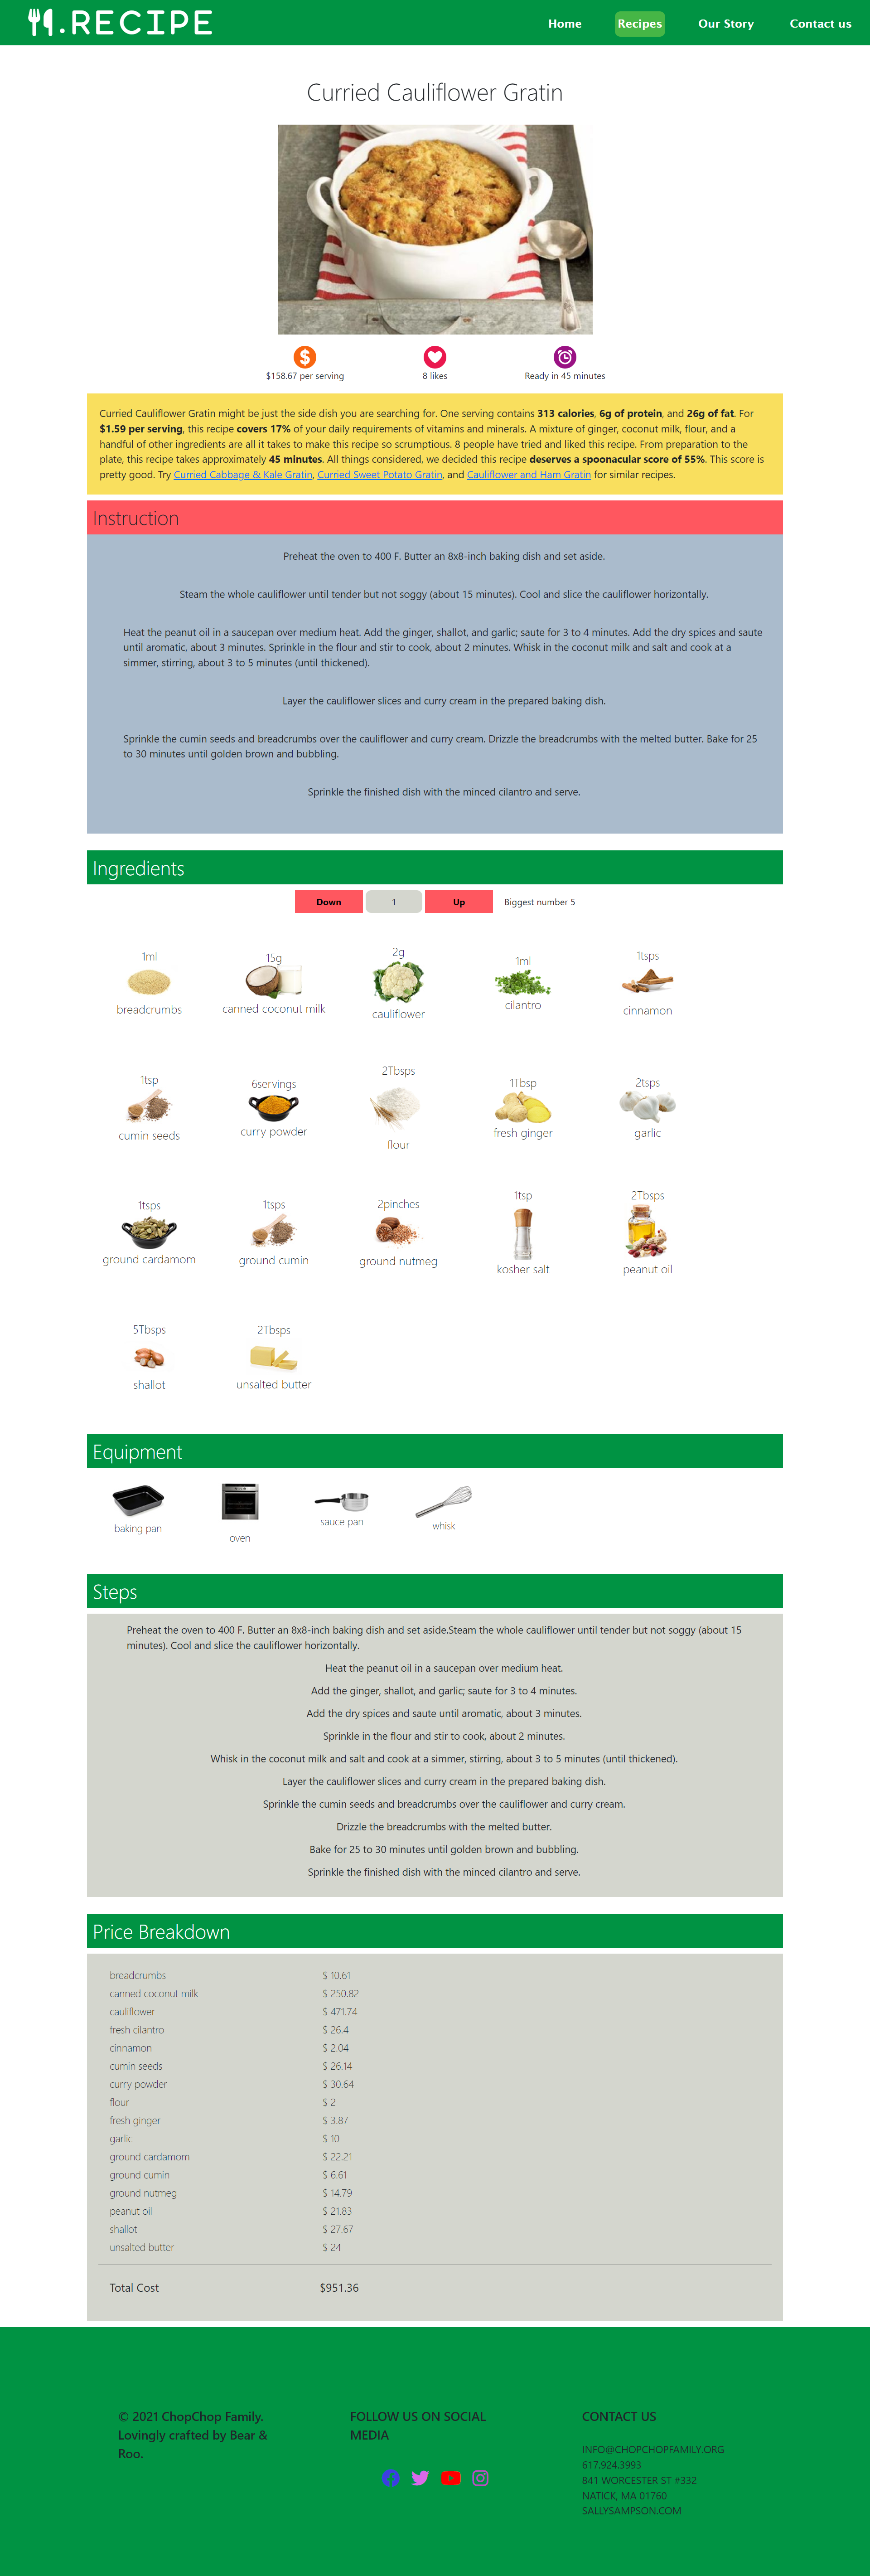 .RECIPE
Home
Recipes
Our Story
Contact us
Curried Cauliflower Gratin
$158.67 per serving
8 likes
Ready in 45 minutes
Curried Cauliflower Gratin might be just the side dish you are searching for. One serving contains 313 calories, 6g of protein, and 26g of fat. For
$1.59 per serving, this recipe covers 17% of your daily requirements of vitamins and minerals. A mixture of ginger, coconut milk, flour, and a
handful of other ingredients are all it takes to make this recipe so scrumptious. 8 people have tried and liked this recipe. From preparation to the
plate, this recipe takes approximately 45 minutes. All things considered, we decided this recipe deserves a spoonacular score of 55%. This score is
pretty good. Try Curried Cabbage & Kale Gratin, Curried Sweet Potato Gratin, and Cauliflower and Ham Gratin for similar recipes.
Instruction
Preheat the oven to 400 F. Butter an 8x8-inch baking dish and set aside.
Steam the whole cauliflower until tender but not soggy (about 15 minutes). Cool and slice the cauliflower horizontally.
Heat the peanut oil in a saucepan over medium heat. Add the ginger, shallot, and garlic; saute for 3 to 4 minutes. Add the dry spices and saute
until aromatic, about 3 minutes. Sprinkle in the flour and stir to cook, about 2 minutes. Whisk in the coconut milk and salt and cook at a
simmer, stirring, about 3 to 5 minutes (until thickened).
Layer the cauliflower slices and curry cream in the prepared baking dish.
Sprinkle the cumin seeds and breadcrumbs over the cauliflower and curry cream. Drizzle the breadcrumbs with the melted butter. Bake for 25
to 30 minutes until golden brown and bubbling.
Sprinkle the finished dish with the minced cilantro and serve.
Ingredients
Down
1
Up
Biggest number 5
1ml
breadcrumbs
15g
canned coconut milk
2g
cauliflower
1ml
cilantro
1tsps
cinnamon
1tsp
cumin seeds
6servings
curry powder
2Tbsps
flour
1Tbsp
fresh ginger
2tsps
garlic
1tsps
ground cardamom
1tsps
ground cumin
2pinches
ground nutmeg
1tsp
kosher salt
2Tbsps
peanut oil
5Tbsps
shallot
2Tbsps
unsalted butter
Equipment
baking pan
oven
sauce pan
whisk
Steps
Preheat the oven to 400 F. Butter an 8x8-inch baking dish and set aside.Steam the whole cauliflower until tender but not soggy (about 15
minutes). Cool and slice the cauliflower horizontally.
Heat the peanut oil in a saucepan over medium heat.
Add the ginger, shallot, and garlic; saute for 3 to 4 minutes.
Add the dry spices and saute until aromatic, about 3 minutes.
Sprinkle in the flour and stir to cook, about 2 minutes.
Whisk in the coconut milk and salt and cook at a simmer, stirring, about 3 to 5 minutes (until thickened).
Layer the cauliflower slices and curry cream in the prepared baking dish.
Sprinkle the cumin seeds and breadcrumbs over the cauliflower and curry cream.
Drizzle the breadcrumbs with the melted butter.
Bake for 25 to 30 minutes until golden brown and bubbling.
Sprinkle the finished dish with the minced cilantro and serve.
Price Breakdown
breadcrumbs $ 10.61
canned coconut milk $ 250.82
cauliflower $ 471.74
fresh cilantro $ 26.4
cinnamon $ 2.04
cumin seeds $ 26.14
curry powder $ 30.64
flour $ 2
fresh ginger $ 3.87
garlic $ 10
ground cardamom $ 22.21
ground cumin $ 6.61
ground nutmeg $ 14.79
peanut oil $ 21.83
shallot $ 27.67
unsalted butter $ 24
Total Cost $951.36
© 2021 ChopChop Family.
Lovingly crafted by Bear &
Roo.
FOLLOW US ON SOCIAL
MEDIA
CONTACT US
INFO@CHOPCHOPFAMILY.ORG
617.924.3993
841 WORCESTER ST #332
NATICK, MA 01760
SALLYSAMPSON.COM